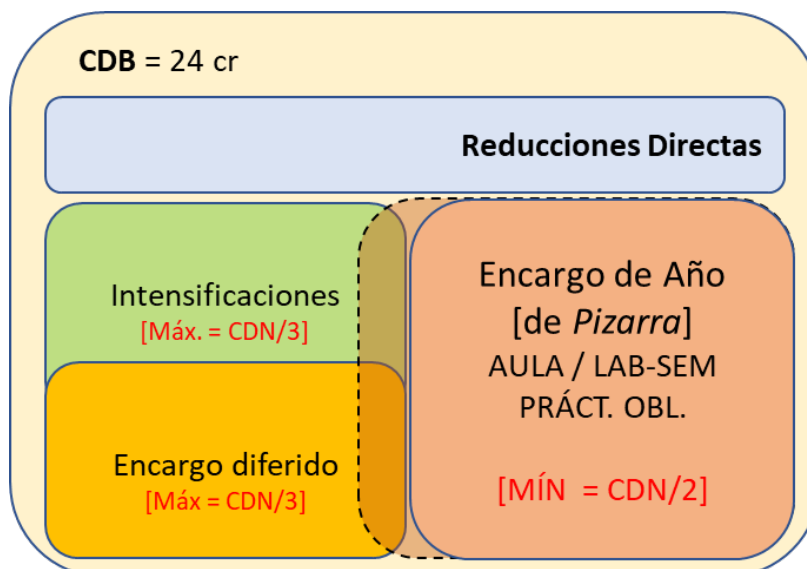 CDB = 24 cr
Reducciones Directas
Intensificaciones
[Máx. = CDN/3]
Encargo diferido
[Máx = CDN/3]
Encargo de Año
[de Pizarra]
AULA / LAB-SEM
PRÁCT. OBL.
[MÍN = CDN/2]